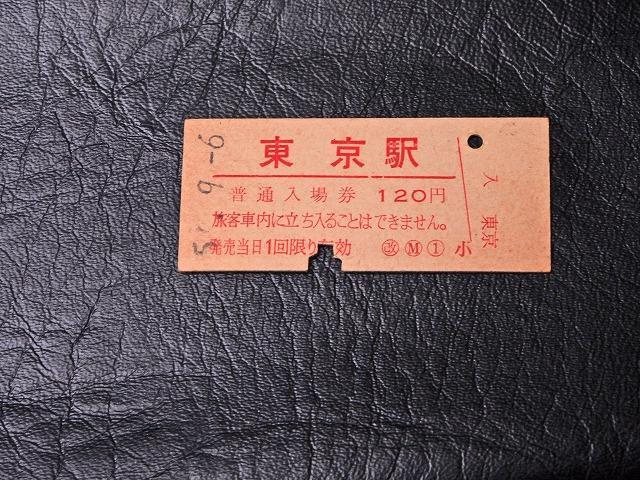 東京駅
普通入場券 120円
旅客車内に立ち入ることはできません。
発売当日1回限り有効 改 M 1 小
入 東京